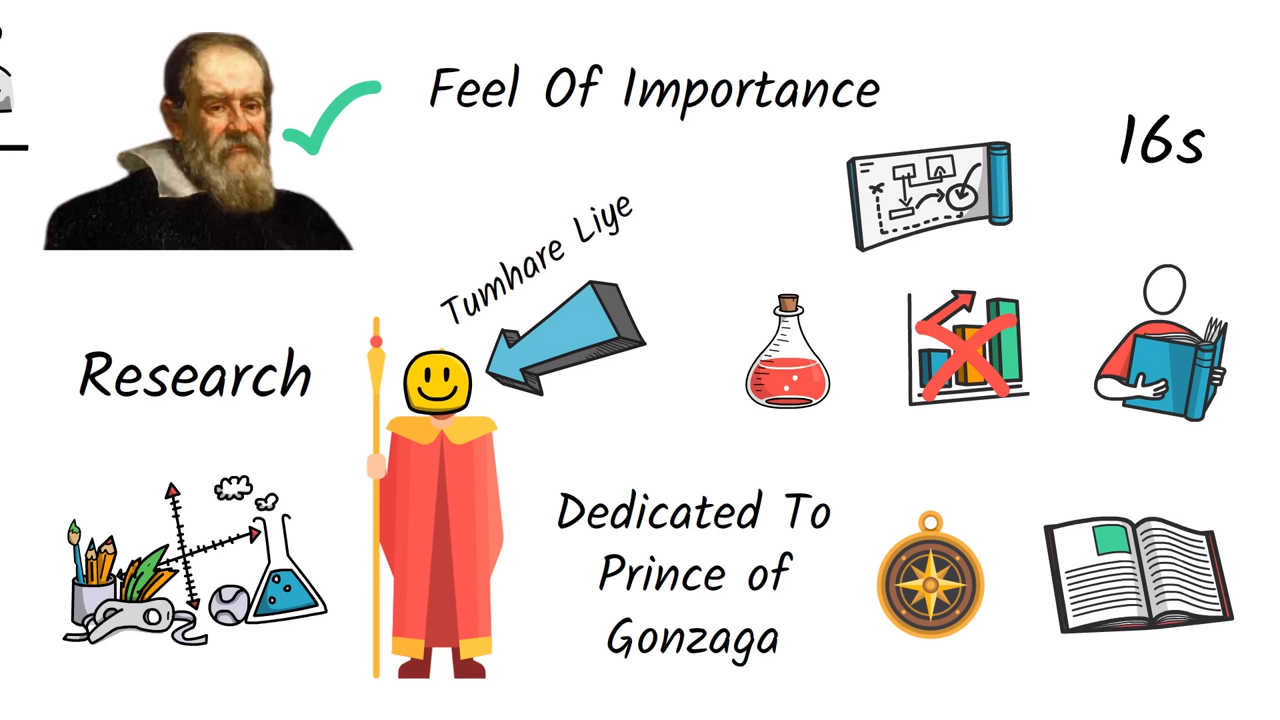 Feel Of Importance
16s
Tumhare Liye
Research
Dedicated To
Prince of
Gonzaga